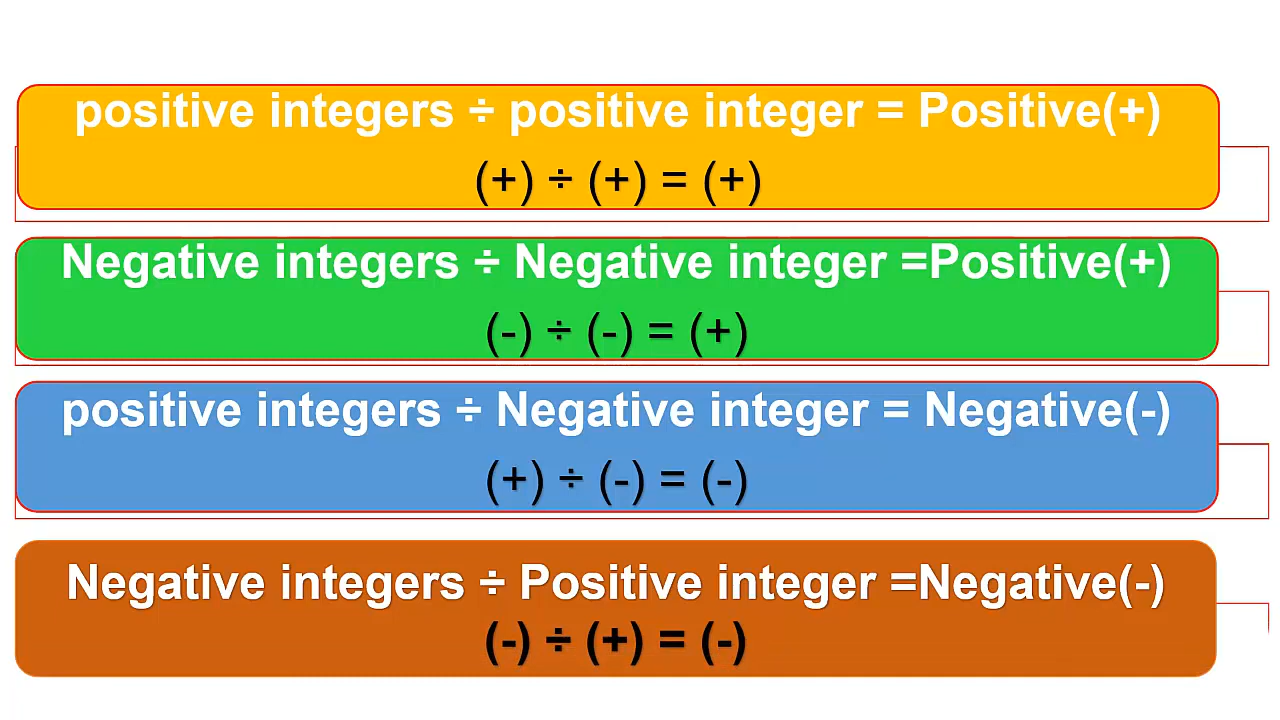 positive integers ÷ positive integer = Positive(+)
(+) ÷ (+) = (+)
Negative integers ÷ Negative integer =Positive(+)
(-) ÷ (-) = (+)
positive integers ÷ Negative integer = Negative(-)
(+) ÷ (-) = (-)
Negative integers ÷ Positive integer =Negative(-)
(-) ÷ (+) = (-)